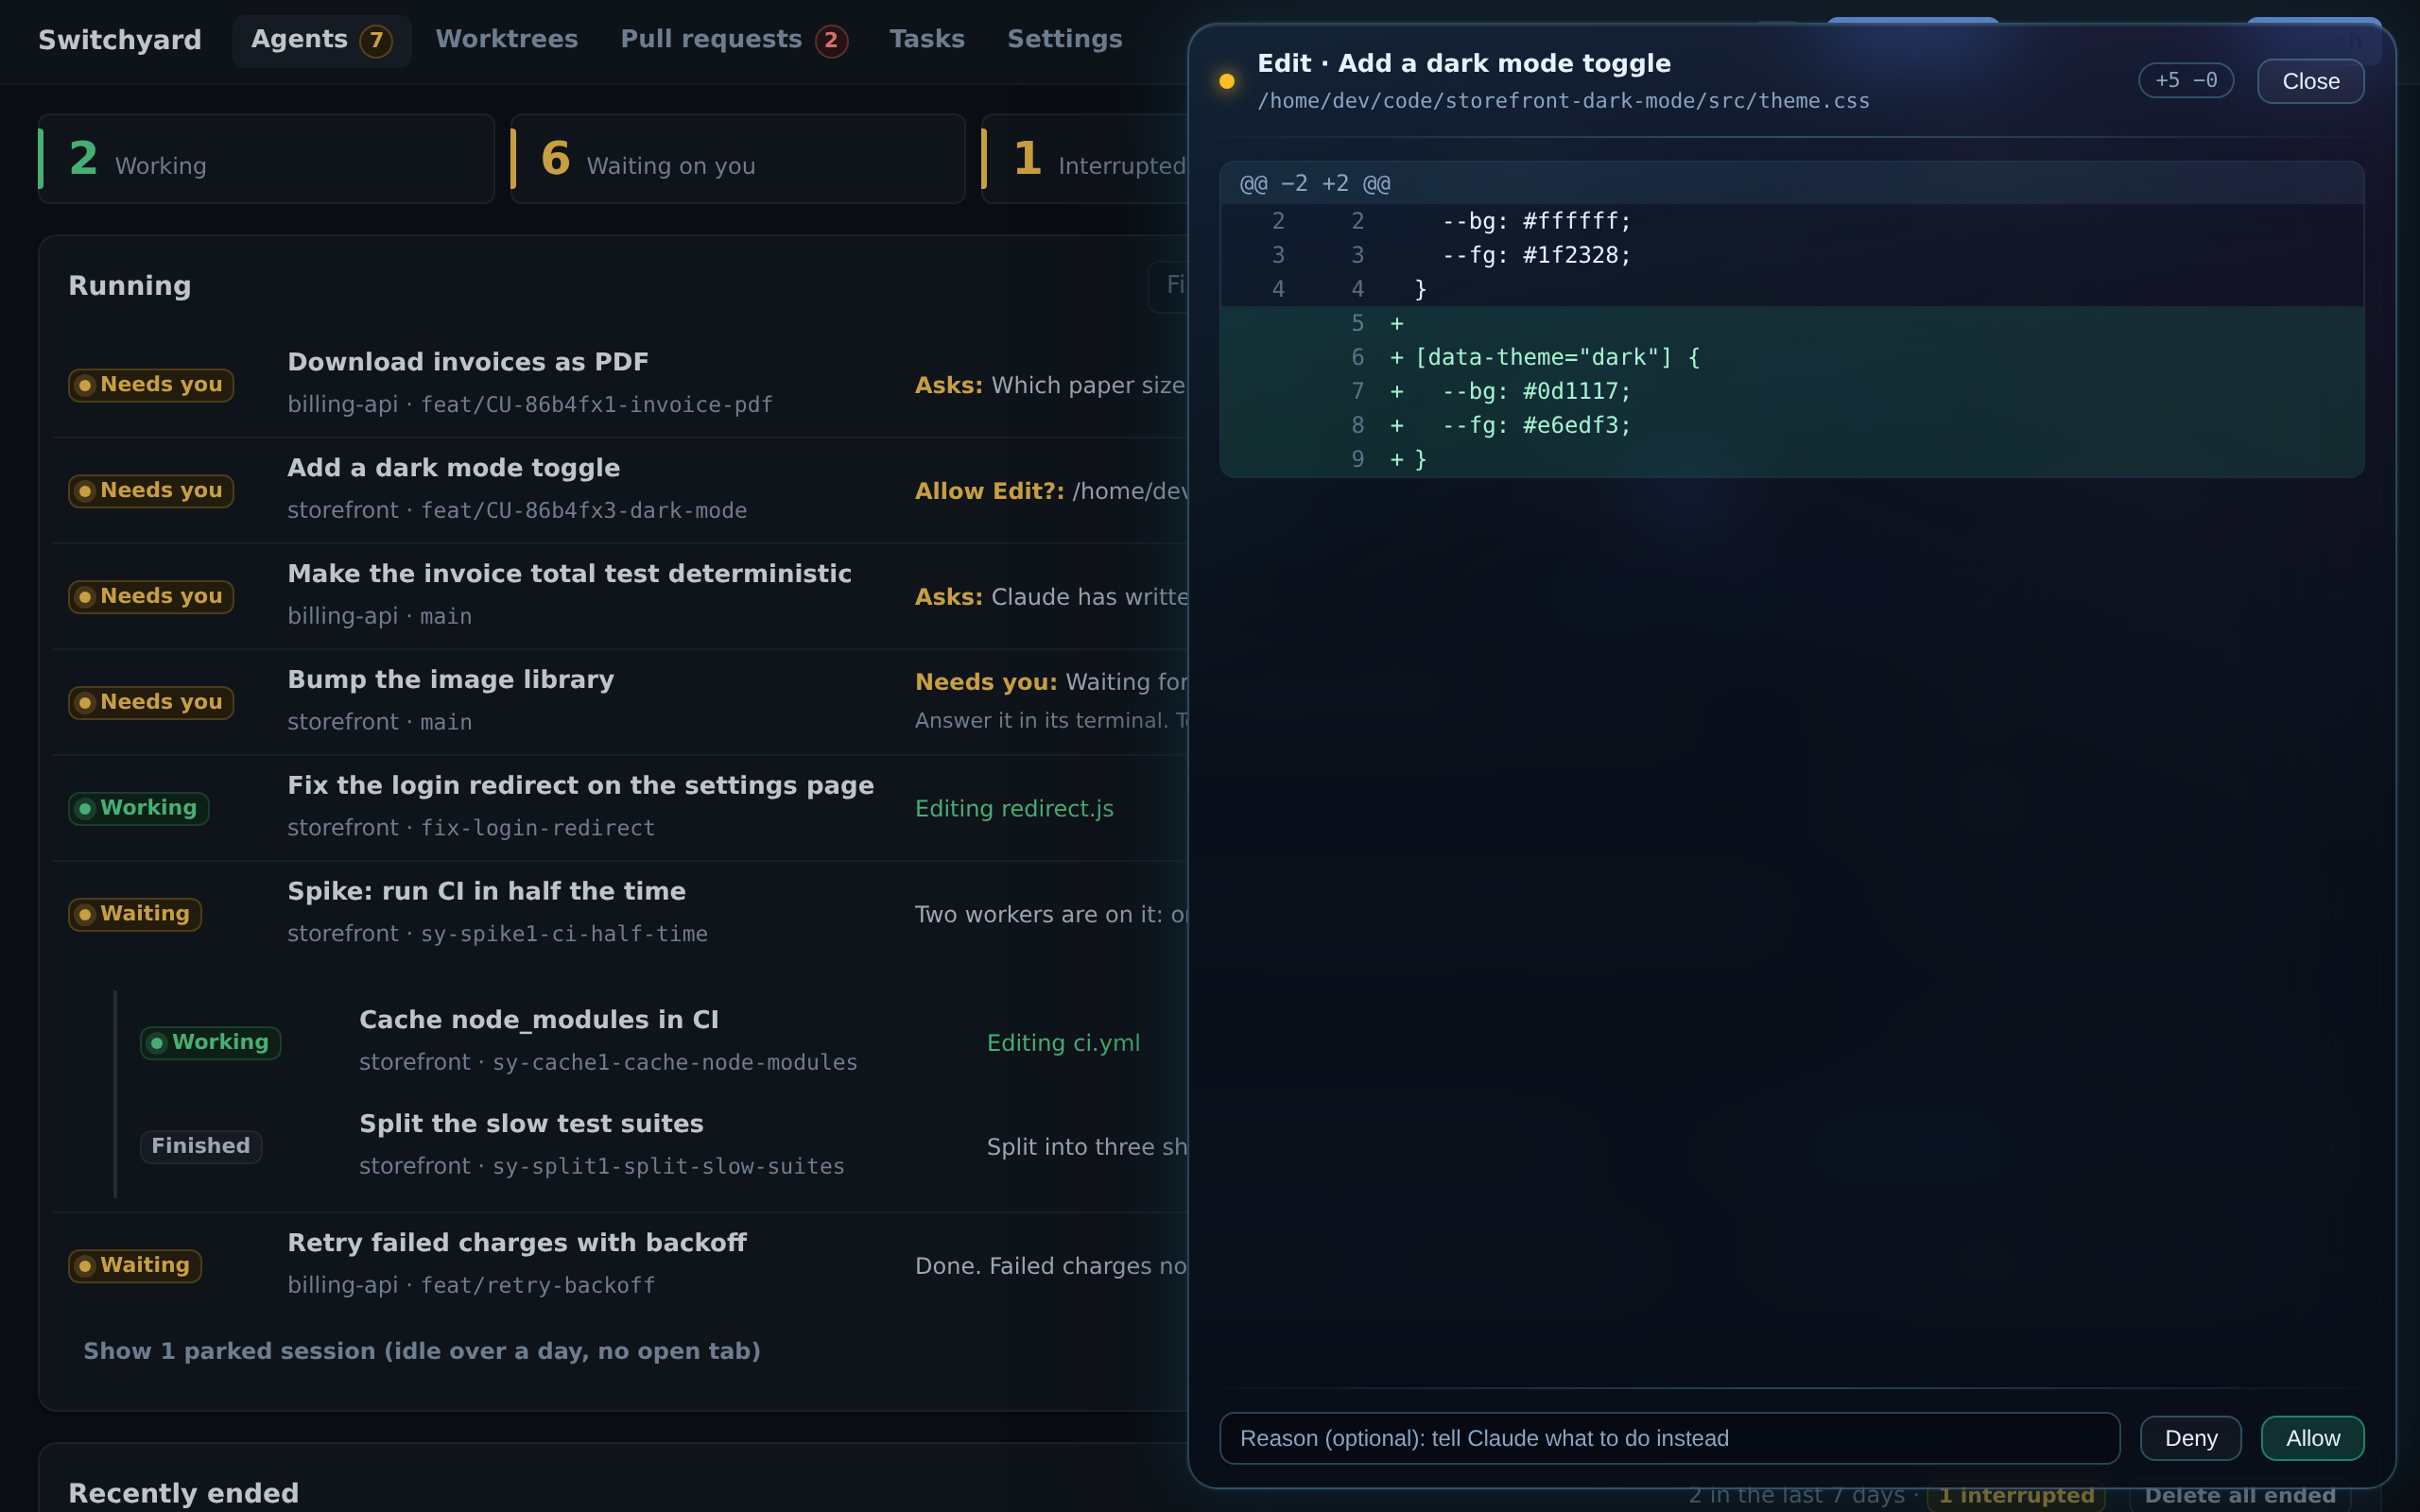 Switchyard Agents 7 Worktrees Pull requests 2 Tasks Settings
2 Working
6 Waiting on you
1 Interrupted
Running
Needs you
Download invoices as PDF
billing-api · feat/CU-86b4fx1-invoice-pdf
Asks: Which paper size
Needs you
Add a dark mode toggle
storefront · feat/CU-86b4fx3-dark-mode
Allow Edit?: /home/dev
Needs you
Make the invoice total test deterministic
billing-api · main
Asks: Claude has writte
Needs you
Bump the image library
storefront · main
Needs you: Waiting for
Answer it in its terminal.
Working
Fix the login redirect on the settings page
storefront · fix-login-redirect
Editing redirect.js
Waiting
Spike: run CI in half the time
storefront · sy-spike1-ci-half-time
Two workers are on it:
Working
Cache node_modules in CI
storefront · sy-cache1-cache-node-modules
Editing ci.yml
Finished
Split the slow test suites
storefront · sy-split1-split-slow-suites
Split into three sh
Waiting
Retry failed charges with backoff
billing-api · feat/retry-backoff
Done. Failed charges no
Show 1 parked session (idle over a day, no open tab)
Recently ended
2 in the last 7 days · 1 interrupted Delete all ended
Edit · Add a dark mode toggle
/home/dev/code/storefront-dark-mode/src/theme.css
+5 −0 Close
@@ −2 +2 @@
2 2 --bg: #ffffff;
3 3 --fg: #1f2328;
4 4 }
5 +
6 + [data-theme="dark"] {
7 + --bg: #0d1117;
8 + --fg: #e6edf3;
9 + }
Reason (optional): tell Claude what to do instead Deny Allow